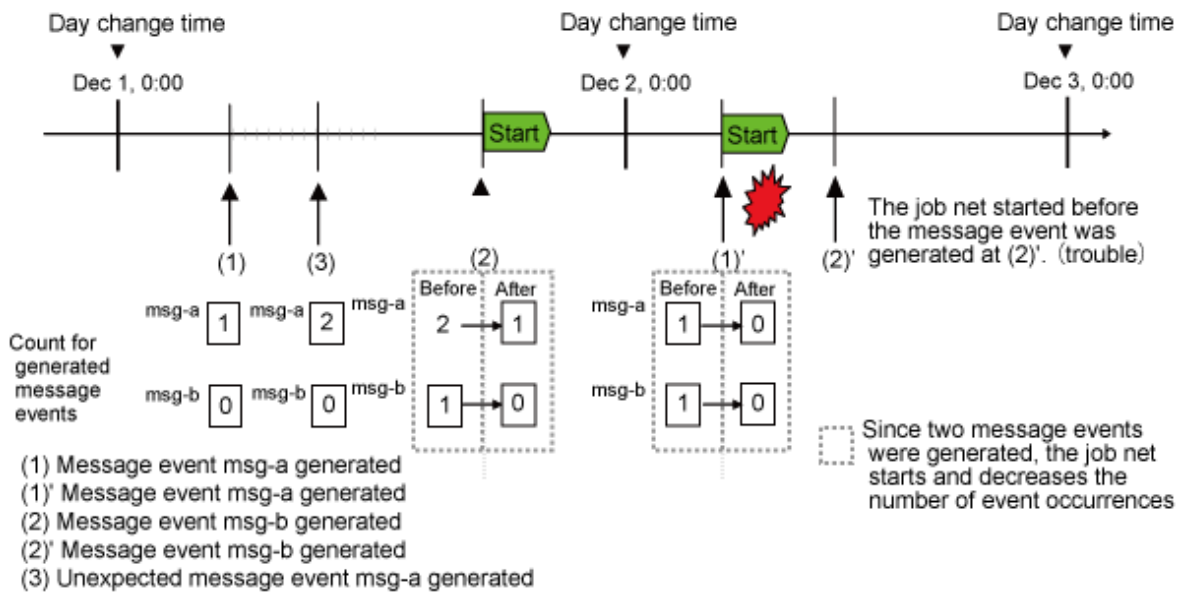 Day change time Day change time Day change time
Dec 1, 0:00 Dec 2, 0:00 Dec 3, 0:00
Start Start
The job net started before
the message event was
generated at (2)'. (trouble)
(1) (3) (2) (1)' (2)'
Before After Before After
msg-a 1 msg-a 2 msg-a 2 1 msg-a 1 0
Count for
generated
message
events
msg-b 0 msg-b 0 msg-b 1 0 msg-b 1 0
Since two message events
were generated, the job net
starts and decreases the
number of event occurrences
(1) Message event msg-a generated
(1)' Message event msg-a generated
(2) Message event msg-b generated
(2)' Message event msg-b generated
(3) Unexpected message event msg-a generated